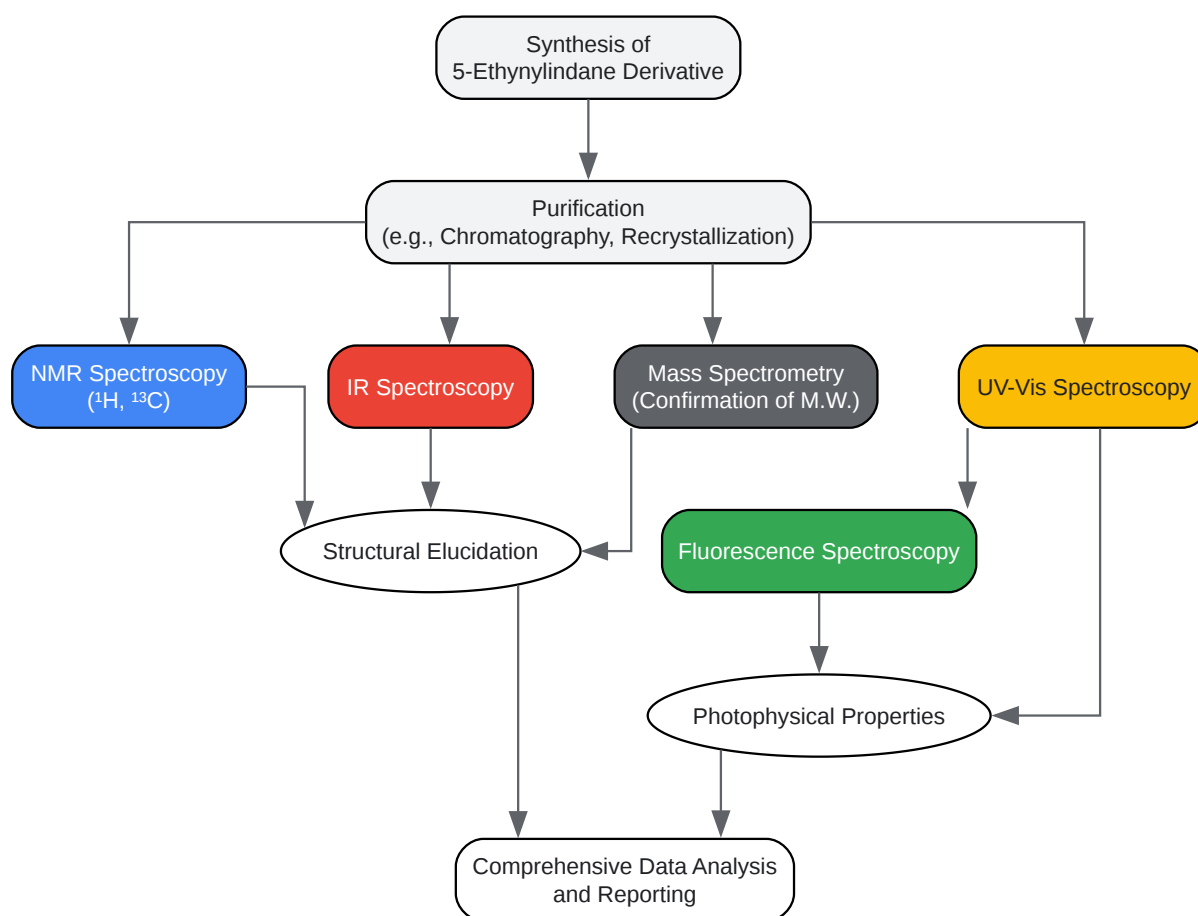 Synthesis of
5-Ethynylindane Derivative
Purification
(e.g., Chromatography, Recrystallization)
NMR Spectroscopy
(¹H, ¹³C)
IR Spectroscopy
Mass Spectrometry
(Confirmation of M.W.)
UV-Vis Spectroscopy
Structural Elucidation
Fluorescence Spectroscopy
Photophysical Properties
Comprehensive Data Analysis
and Reporting